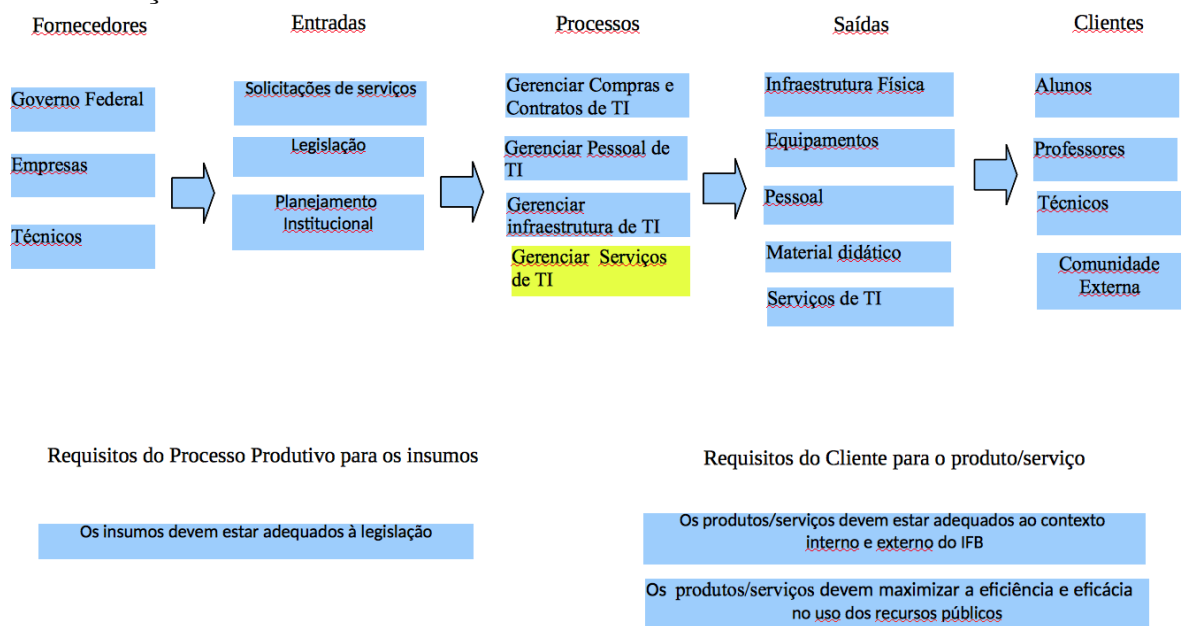 Fornecedores
Entradas
Processos
Saídas
Clientes
Governo Federal
Empresas
Técnicos
Solicitações de serviços
Legislação
Planejamento
Institucional
Gerenciar Compras e
Contratos de TI
Gerenciar Pessoal de
TI
Gerenciar
infraestrutura de TI
Gerenciar Serviços
de TI
Infraestrutura Física
Equipamentos
Pessoal
Material didático
Serviços de TI
Alunos
Professores
Técnicos
Comunidade
Externa
Requisitos do Processo Produtivo para os insumos
Os insumos devem estar adequados à legislação
Requisitos do Cliente para o produto/serviço
Os produtos/serviços devem estar adequados ao contexto
interno e externo do IFB
Os produtos/serviços devem maximizar a eficiência e eficácia
no uso dos recursos públicos